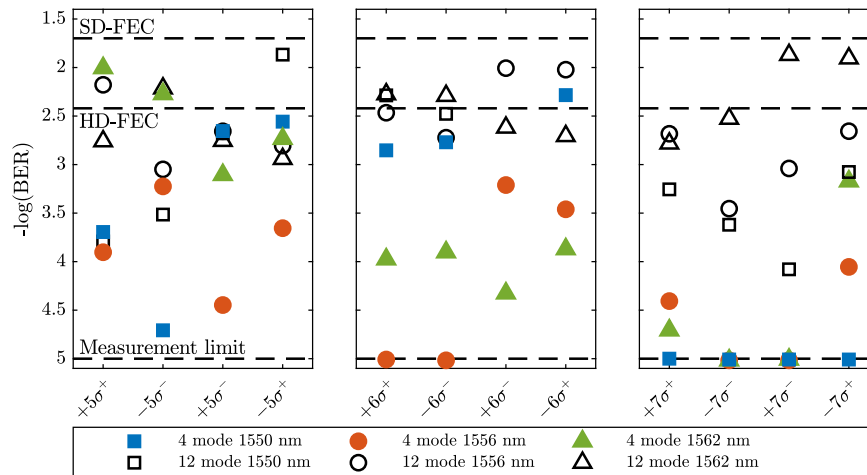 -log(BER)
1.5
2
2.5
3
3.5
4
4.5
5
SD-FEC
HD-FEC
Measurement limit
+5σ⁺ −5σ⁻ +5σ⁻ −5σ⁺
+6σ⁺ −6σ⁻ +6σ⁻ −6σ⁺
+7σ⁺ −7σ⁻ +7σ⁻ −7σ⁺
4 mode 1550 nm 4 mode 1556 nm 4 mode 1562 nm
12 mode 1550 nm 12 mode 1556 nm 12 mode 1562 nm